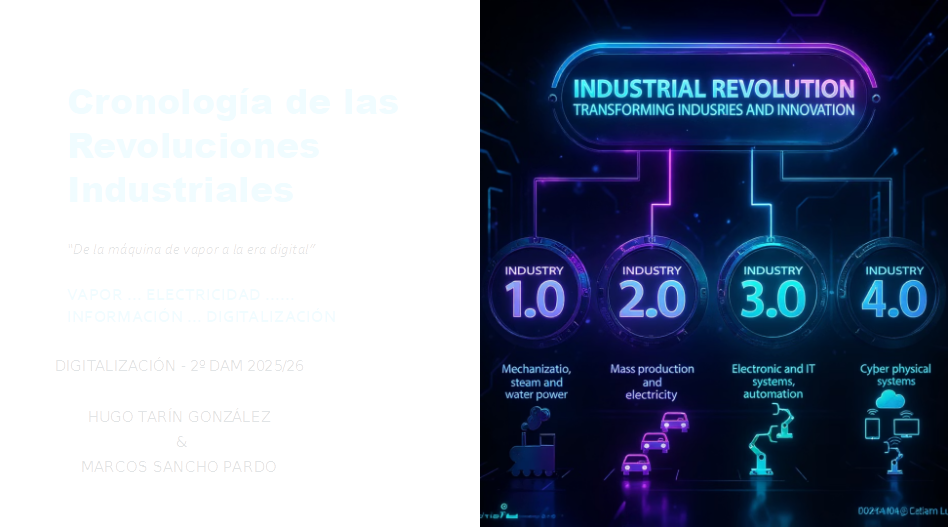 Cronología de las
Revoluciones
Industriales
"De la máquina de vapor a la era digital"
VAPOR ... ELECTRICIDAD ......
INFORMACIÓN ... DIGITALIZACIÓN
DIGITALIZACIÓN - 2º DAM 2025/26
HUGO TARÍN GONZÁLEZ
&
MARCOS SANCHO PARDO
INDUSTRIAL REVOLUTION
TRANSFORMING INDUSRIES AND INNOVATION
INDUSTRY
1.0
INDUSTRY
2.0
INDUSTRY
3.0
INDUSTRY
4.0
Mechanizatio,
steam and
water power
Mass production
and
electricity
Electronic and IT
systems,
automation
Cyber physical
systems